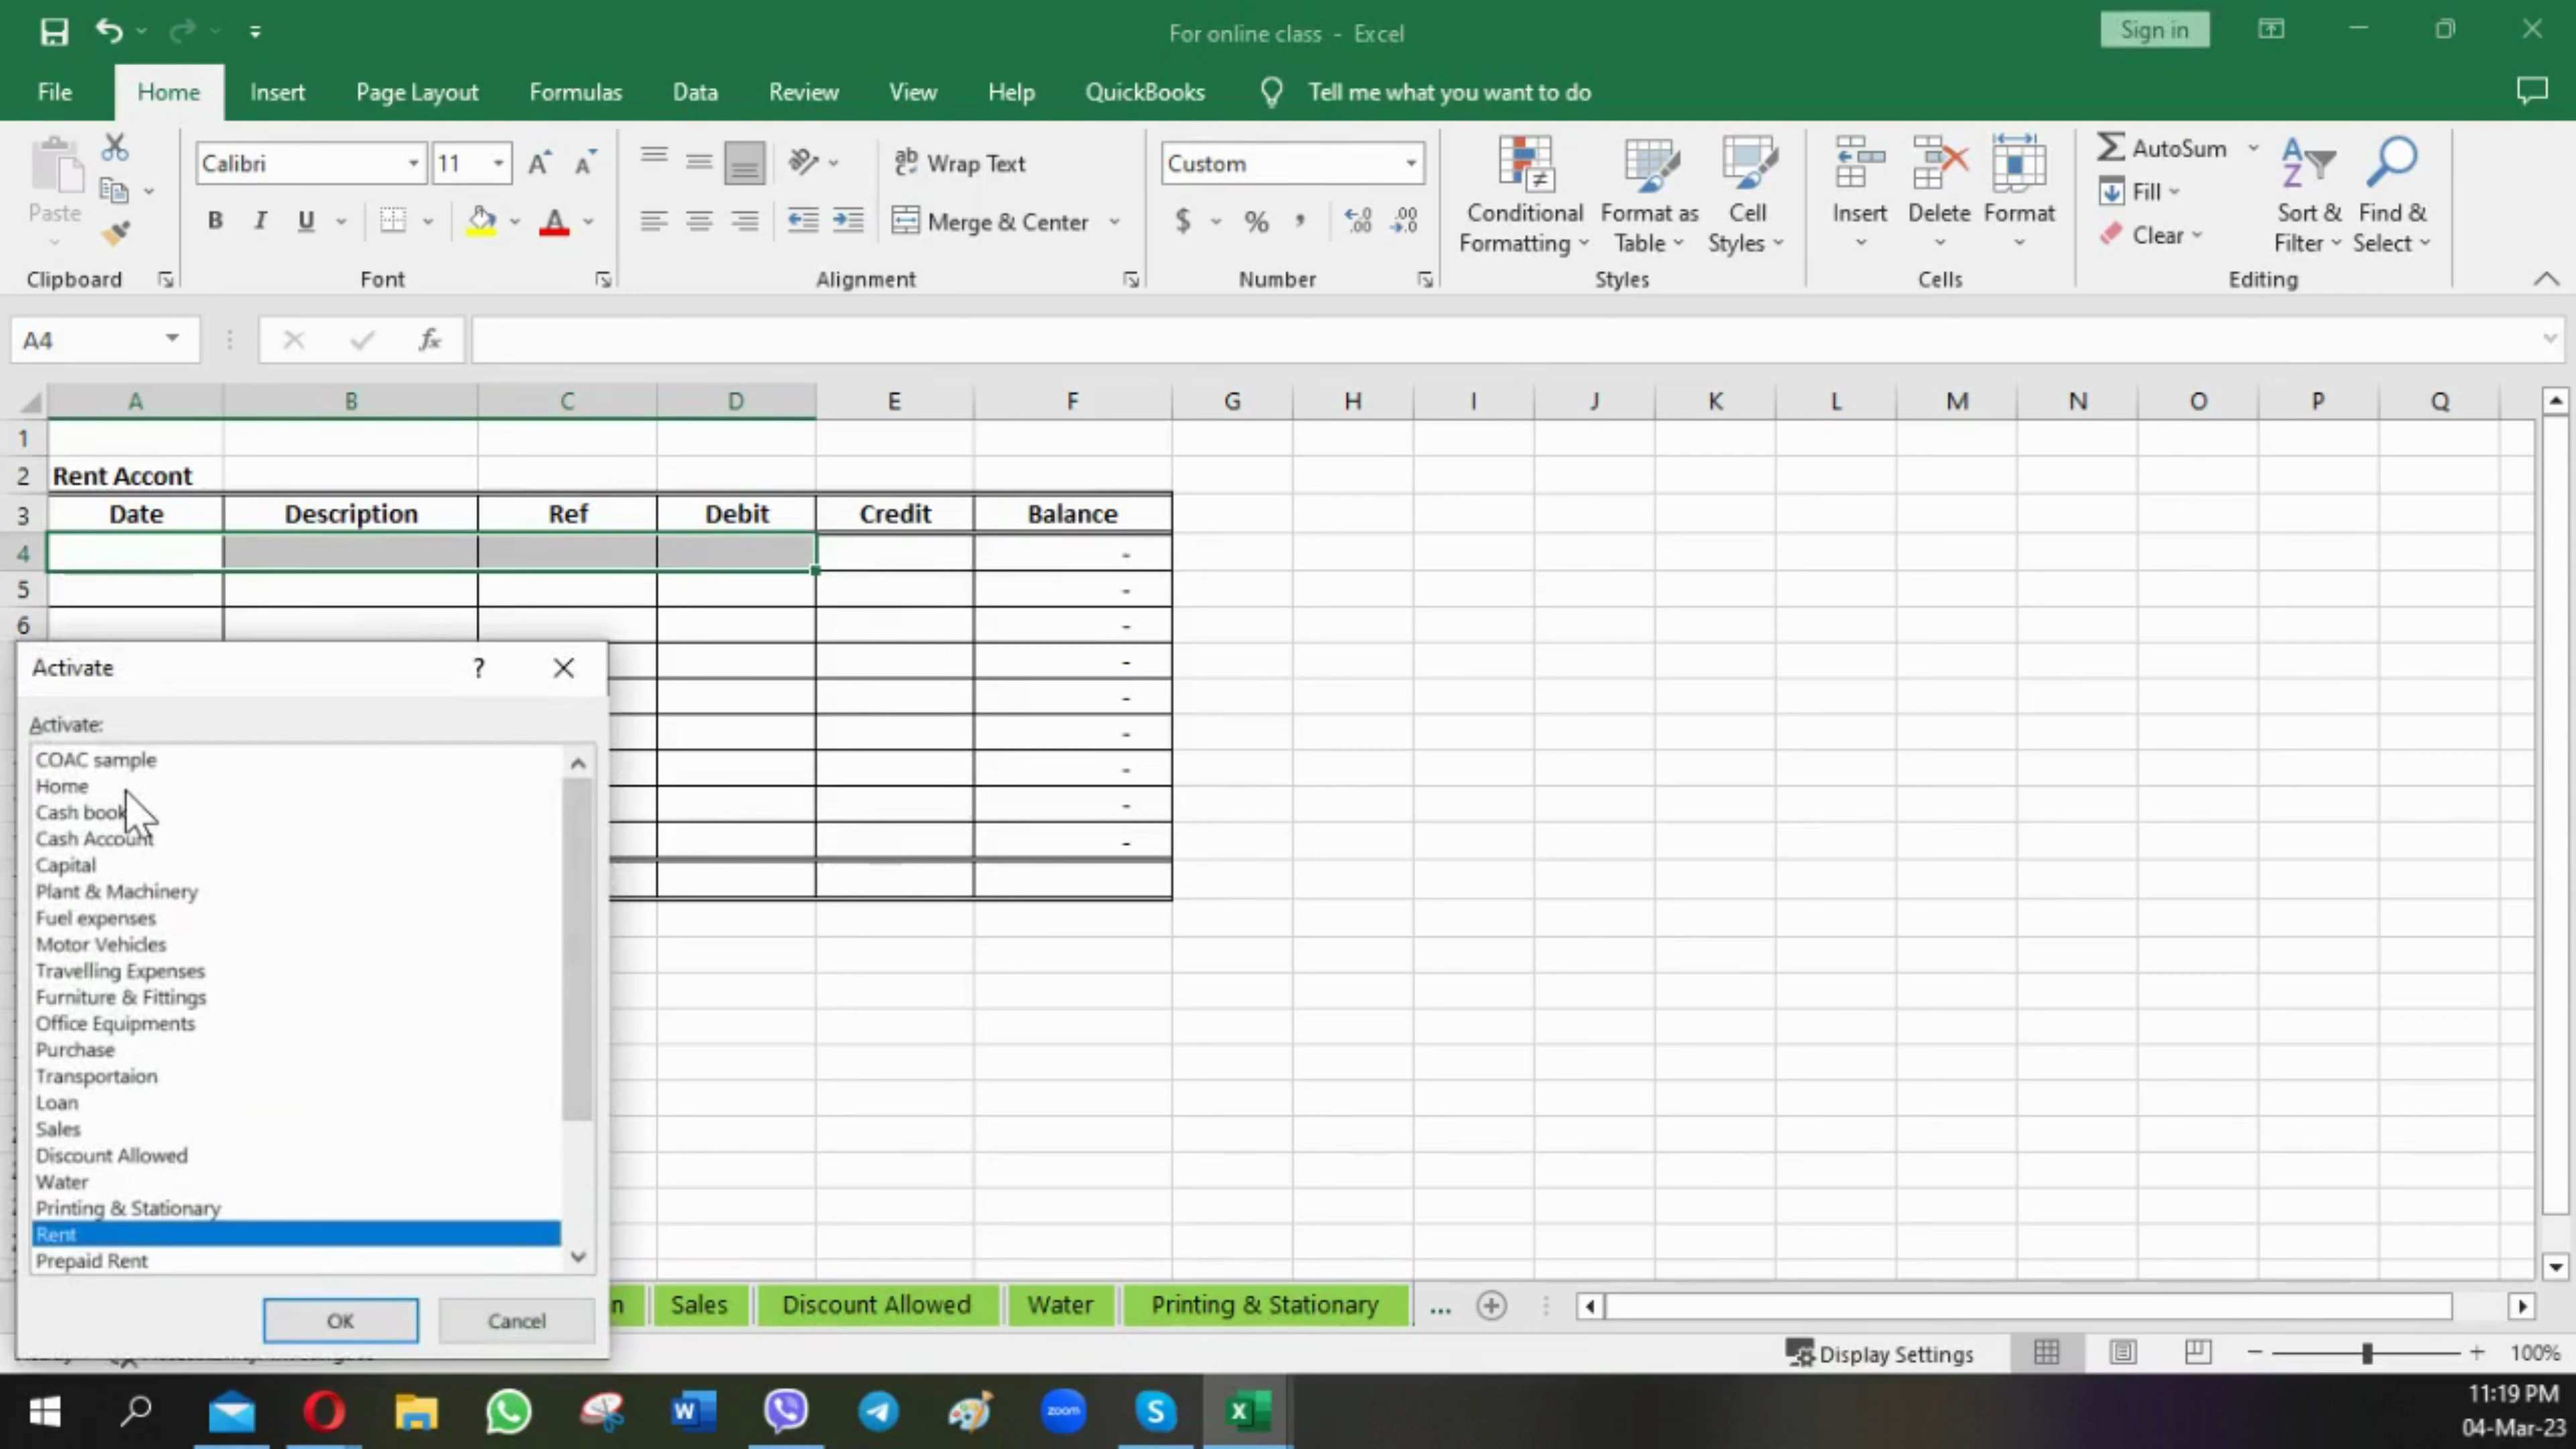 For online class - Excel
Sign in
File Home Insert Page Layout Formulas Data Review View Help QuickBooks Tell me what you want to do
Paste
Calibri 11
B I U
Wrap Text
Merge & Center
Custom
$ % ,
Conditional Formatting
Format as Table
Cell Styles
Insert Delete Format
AutoSum
Fill
Clear
Sort & Filter
Find & Select
Clipboard Font Alignment Number Styles Cells Editing
A4 fx
A B C D E F G H I J K L M N O P Q
1
2 Rent Accont
3 Date Description Ref Debit Credit Balance
4 -
5 -
6 -
-
-
-
-
-
-
Activate ?
Activate:
COAC sample
Home
Cash book
Cash Account
Capital
Plant & Machinery
Fuel expenses
Motor Vehicles
Travelling Expenses
Furniture & Fittings
Office Equipments
Purchase
Transportaion
Loan
Sales
Discount Allowed
Water
Printing & Stationary
Rent
Prepaid Rent
OK Cancel
n Sales Discount Allowed Water Printing & Stationary ...
Display Settings 100%
zoom
11:19 PM
04-Mar-23